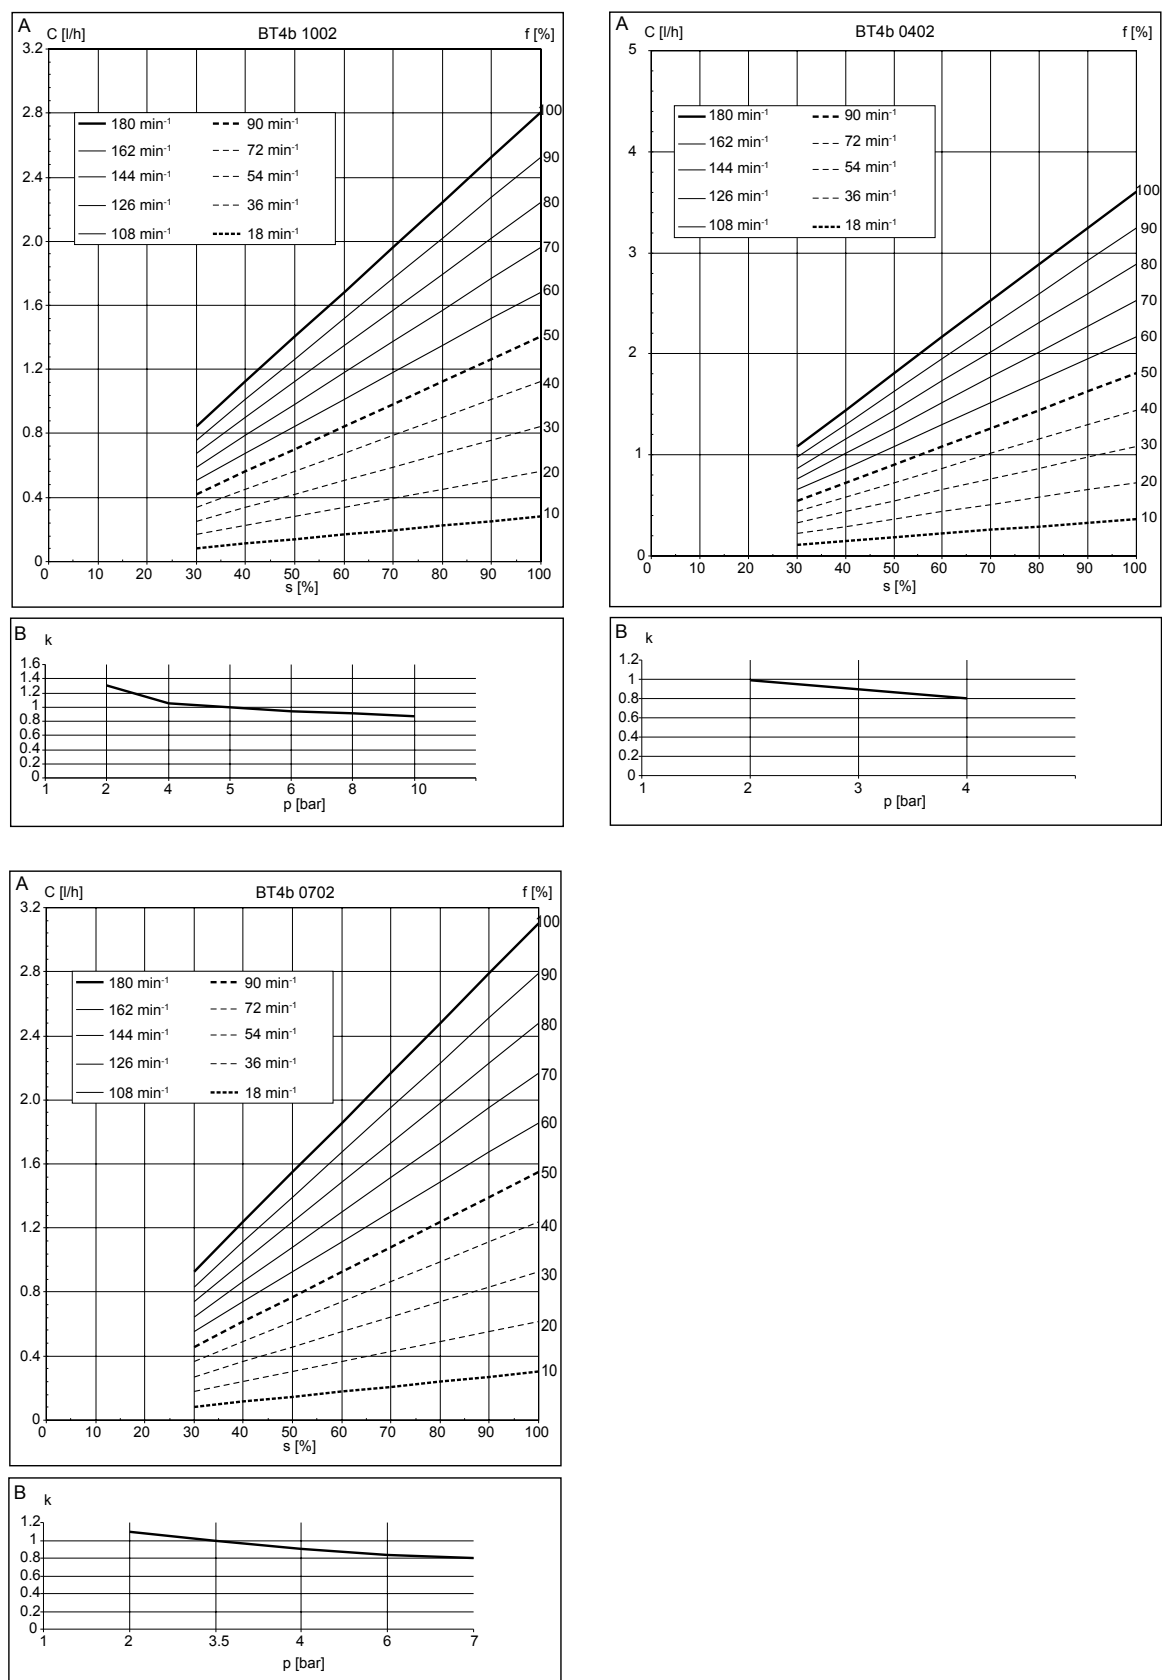 A
C [l/h] BT4b 1002 f [%]
3.2
2.8
2.4
2.0
1.6
1.2
0.8
0.4
0
180 min-1 90 min-1
162 min-1 72 min-1
144 min-1 54 min-1
126 min-1 36 min-1
108 min-1 18 min-1
100
90
80
70
60
50
40
30
20
10
0 10 20 30 40 50 60 70 80 90 100
s [%]
B
k
1.6
1.4
1.2
1
0.8
0.6
0.4
0.2
0
1 2 4 5 6 8 10
p [bar]
A
C [l/h] BT4b 0402 f [%]
5
4
3
2
1
0
180 min-1 90 min-1
162 min-1 72 min-1
144 min-1 54 min-1
126 min-1 36 min-1
108 min-1 18 min-1
100
90
80
70
60
50
40
30
20
10
0 10 20 30 40 50 60 70 80 90 100
s [%]
B
k
1.2
1
0.8
0.6
0.4
0.2
0
1 2 3 4
p [bar]
A
C [l/h] BT4b 0702 f [%]
3.2
2.8
2.4
2.0
1.6
1.2
0.8
0.4
0
180 min-1 90 min-1
162 min-1 72 min-1
144 min-1 54 min-1
126 min-1 36 min-1
108 min-1 18 min-1
100
90
80
70
60
50
40
30
20
10
0 10 20 30 40 50 60 70 80 90 100
s [%]
B
k
1.2
1
0.8
0.6
0.4
0.2
0
1 2 3.5 4 6 7
p [bar]